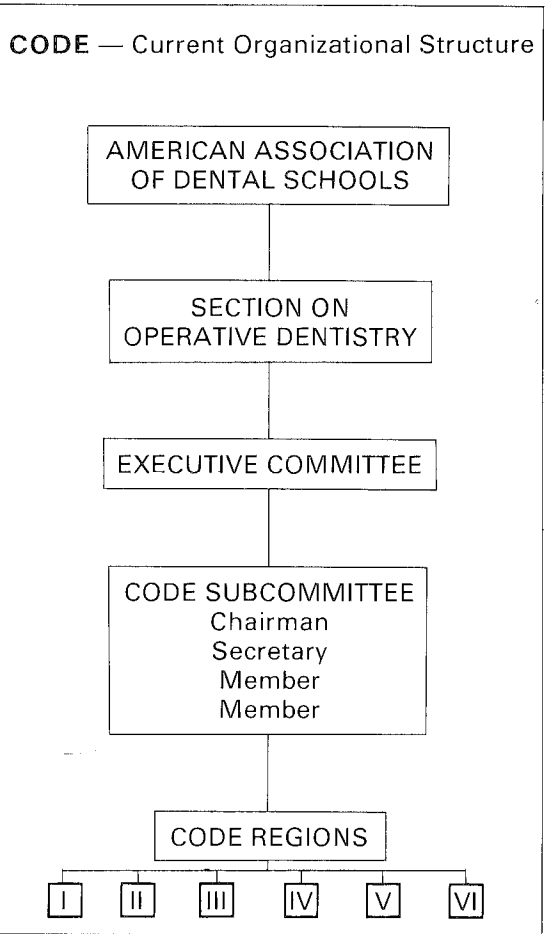 CODE — Current Organizational Structure
AMERICAN ASSOCIATION
OF DENTAL SCHOOLS
SECTION ON
OPERATIVE DENTISTRY
EXECUTIVE COMMITTEE
CODE SUBCOMMITTEE
Chairman
Secretary
Member
Member
CODE REGIONS
I II III IV V VI